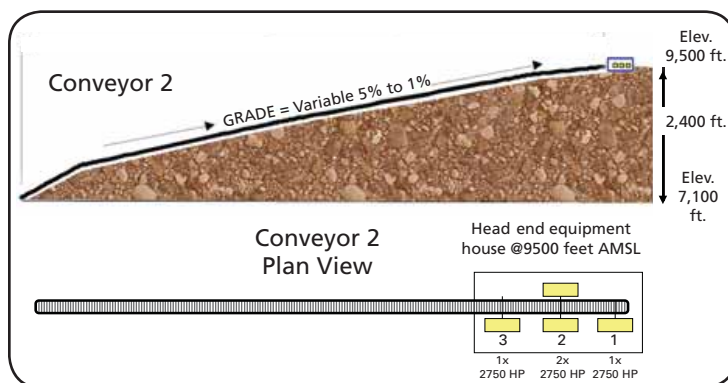 Elev.
9,500 ft.
Conveyor 2
GRADE = Variable 5% to 1%
2,400 ft.
Elev.
7,100
ft.
Conveyor 2
Plan View
Head end equipment
house @9500 feet AMSL
3 2 1
1x 2x 1x
2750 HP 2750 HP 2750 HP